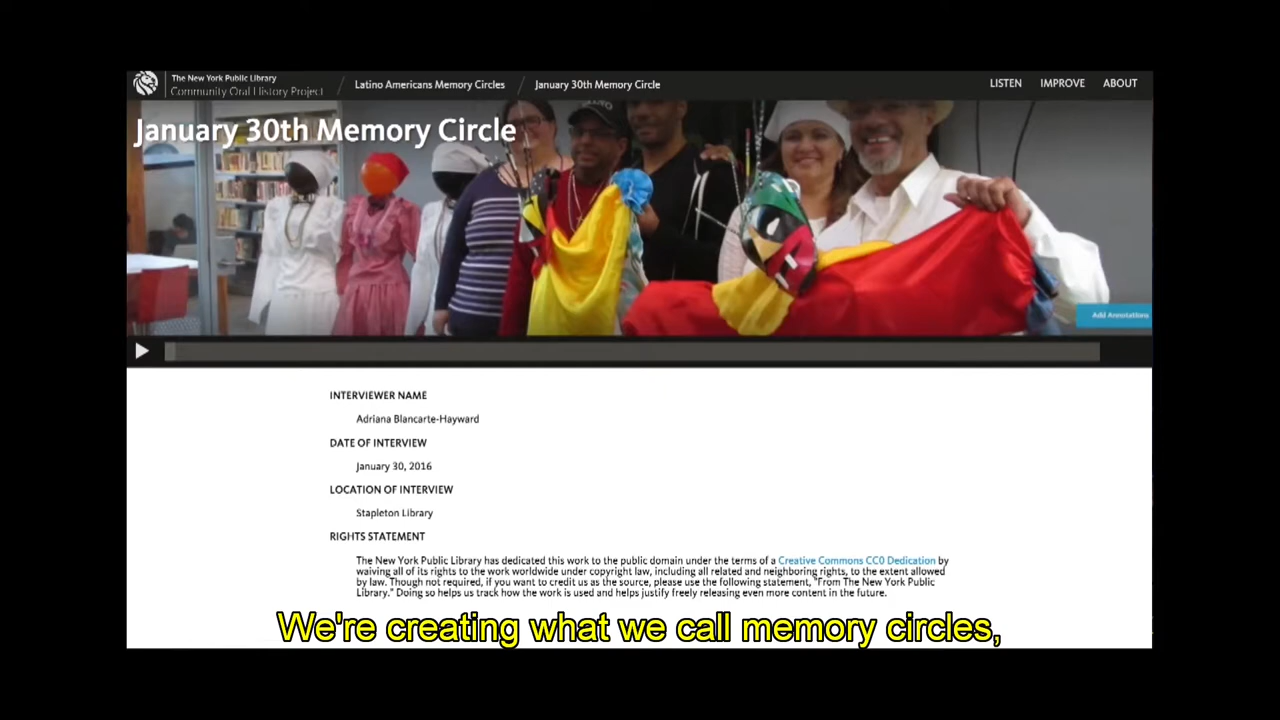 The New York Public Library
Community Oral History Project
Latino Americans Memory Circles
January 30th Memory Circle
LISTEN
IMPROVE
ABOUT
January 30th Memory Circle
Add Annotations
INTERVIEWER NAME
Adriana Blancarte-Hayward
DATE OF INTERVIEW
January 30, 2016
LOCATION OF INTERVIEW
Stapleton Library
RIGHTS STATEMENT
The New York Public Library has dedicated this work to the public domain under the terms of a Creative Commons CC0 Dedication by
waiving all of its rights to the work worldwide under copyright law, including all related and neighboring rights, to the extent allowed
by law. Though not required, if you want to credit us as the source, please use the following statement, "From The New York Public
Library." Doing so helps us track how the work is used and helps justify freely releasing even more content in the future.
We're creating what we call memory circles,